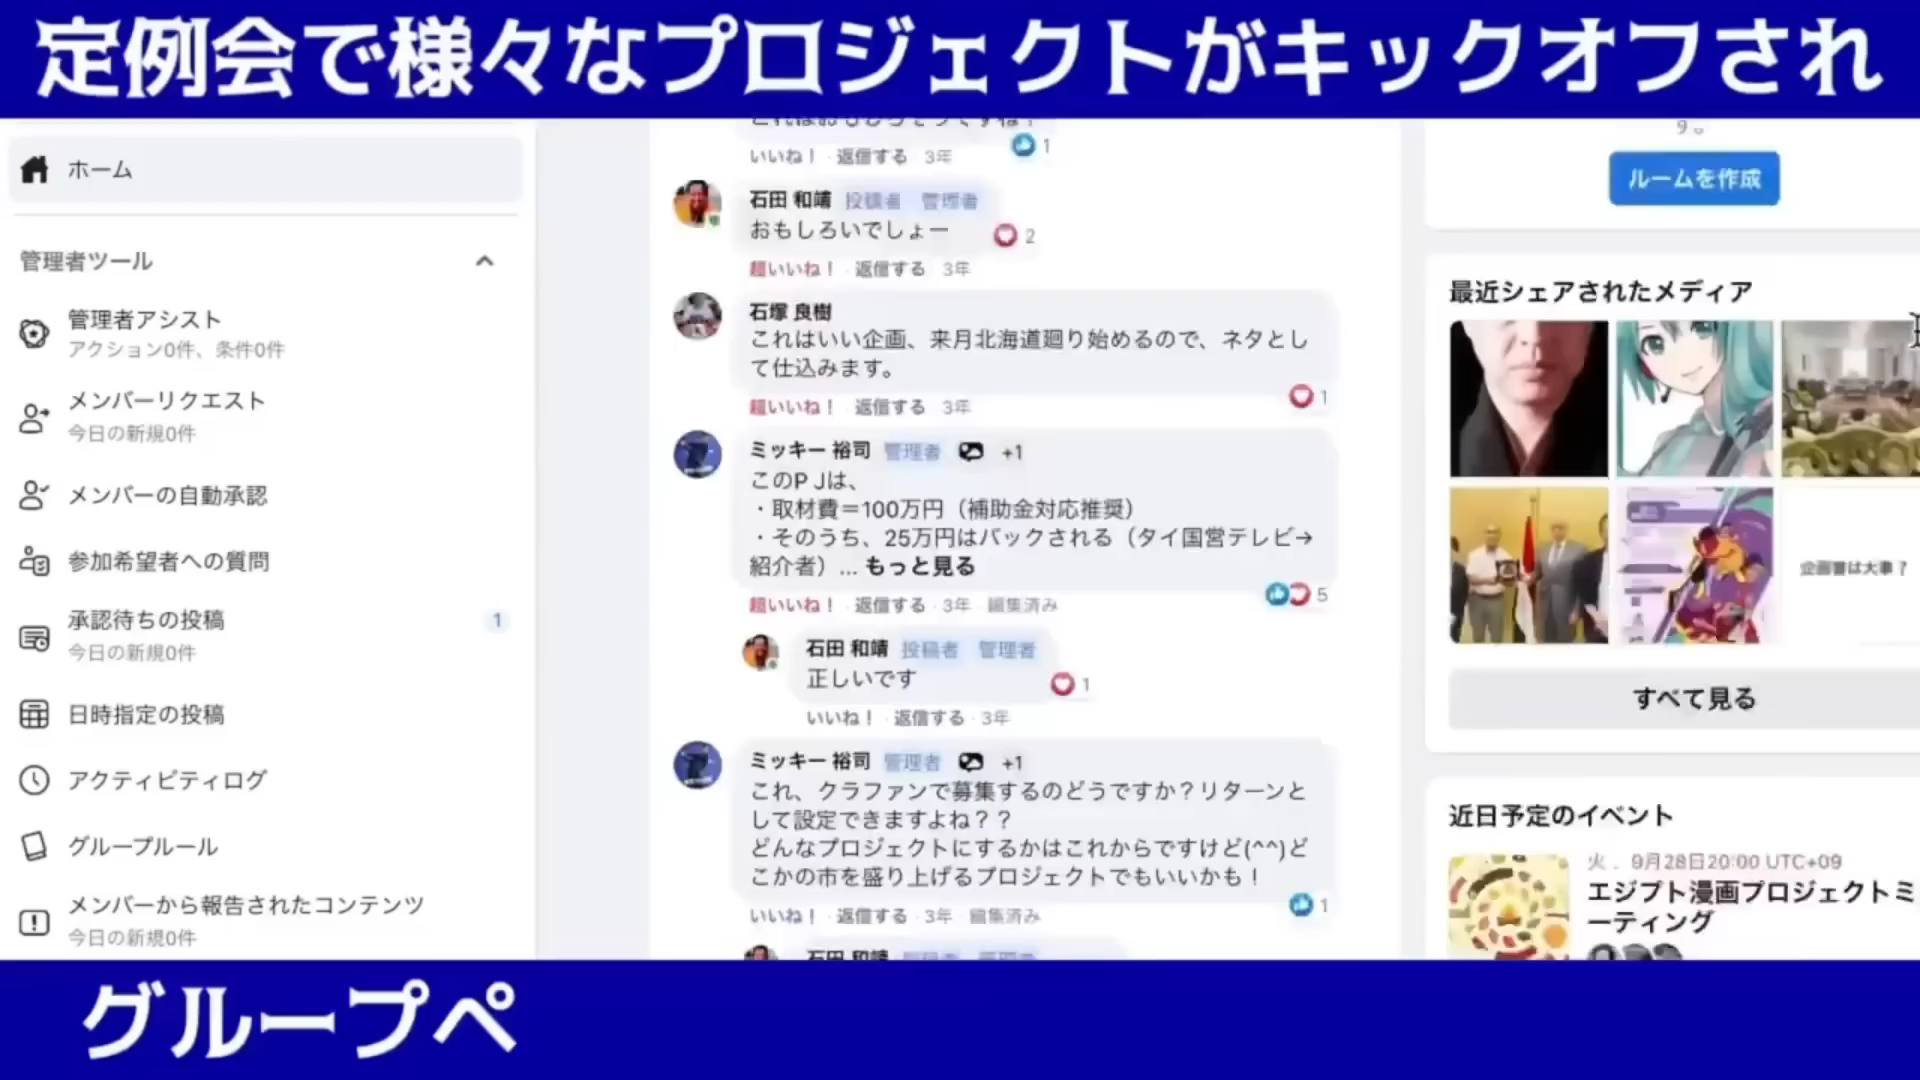 定例会で様々なプロジェクトがキックオフされ
ホーム
管理者ツール
管理者アシスト
アクション0件、条件0件
メンバーリクエスト
今日の新規0件
メンバーの自動承認
参加希望者への質問
承認待ちの投稿
1
今日の新規0件
日時指定の投稿
アクティビティログ
グループルール
メンバーから報告されたコンテンツ
今日の新規0件
いいね！ · 返信する 3年
1
石田 和靖 投稿者 管理者
おもしろいでしょー
2
超いいね！ · 返信する 3年
石塚 良樹
これはいい企画、来月北海道廻り始めるので、ネタとし
て仕込みます。
1
超いいね！ · 返信する 3年
ミッキー 裕司 管理者 +1
このP Jは、
・取材費＝100万円（補助金対応推奨）
・そのうち、25万円はバックされる（タイ国営テレビ→
紹介者）... もっと見る
5
超いいね！ · 返信する · 3年 編集済み
石田 和靖 投稿者 管理者
正しいです
1
いいね！ · 返信する · 3年
ミッキー 裕司 管理者 +1
これ、クラファンで募集するのどうですか？リターンと
して設定できますよね？？
どんなプロジェクトにするかはこれからですけど(^^)ど
こかの市を盛り上げるプロジェクトでもいいかも！
1
いいね！ · 返信する · 3年 · 編集済み
石田 和靖 投稿者 管理者
ルームを作成
最近シェアされたメディア
企画書は大事？
すべて見る
近日予定のイベント
火． 9月28日20:00 UTC+09
エジプト漫画プロジェクトミ
ーティング
グループペ